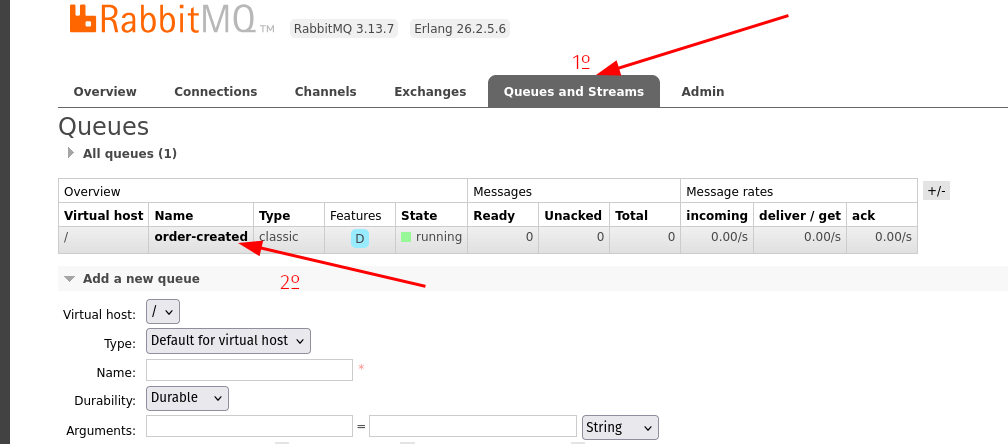 RabbitMQ TM RabbitMQ 3.13.7 Erlang 26.2.5.6
1º
Overview Connections Channels Exchanges Queues and Streams Admin
Queues
All queues (1)
Overview Messages Message rates +/-
Virtual host Name Type Features State Ready Unacked Total incoming deliver / get ack
/ order-created classic D running 0 0 0 0.00/s 0.00/s 0.00/s
2º
Add a new queue
Virtual host: /
Type: Default for virtual host
Name: *
Durability: Durable
Arguments: = String